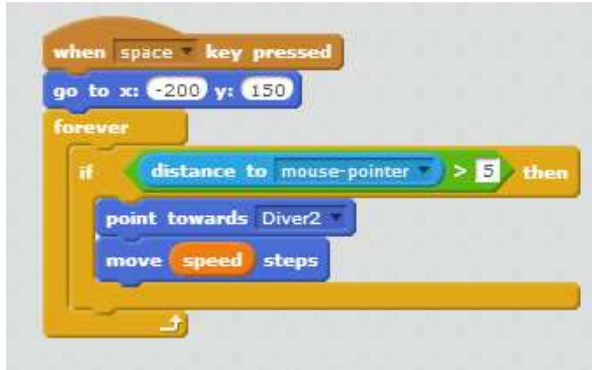 when space key pressed
go to x: -200 y: 150
forever
if distance to mouse-pointer > 5 then
point towards Diver2
move speed steps